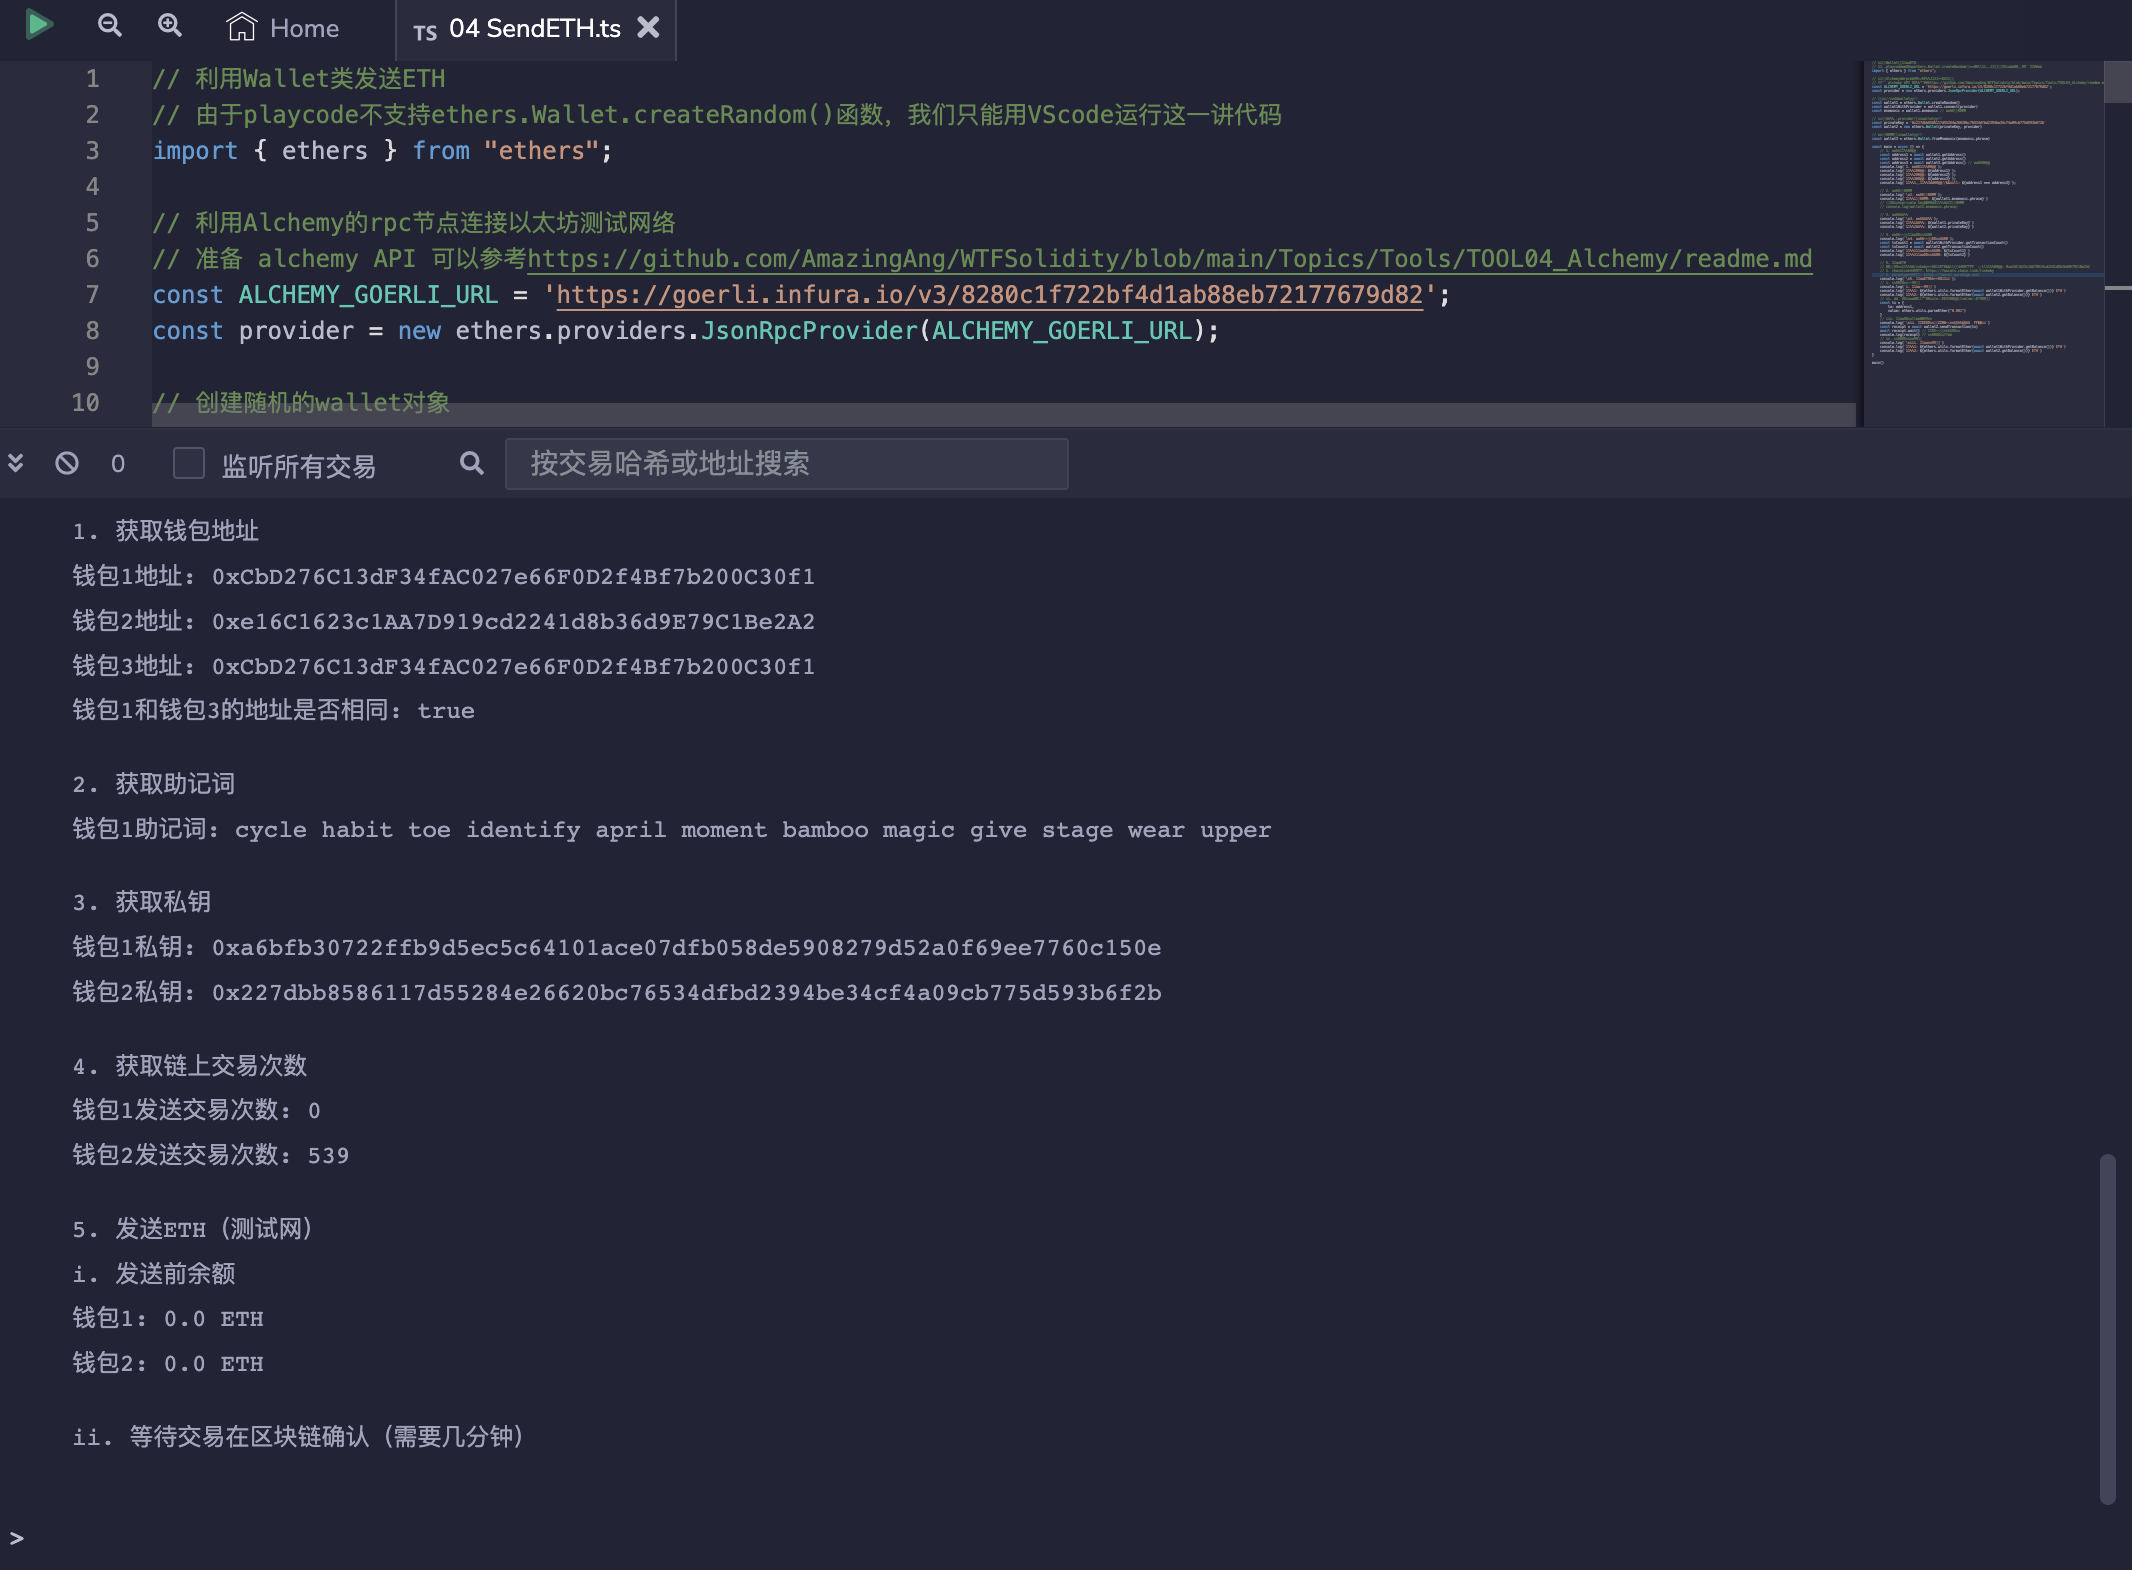 Home
TS 04 SendETH.ts
1 // 利用Wallet类发送ETH
2 // 由于playcode不支持ethers.Wallet.createRandom()函数，我们只能用VScode运行这一讲代码
3 import { ethers } from "ethers";
4
5 // 利用Alchemy的rpc节点连接以太坊测试网络
6 // 准备 alchemy API 可以参考https://github.com/AmazingAng/WTFSolidity/blob/main/Topics/Tools/TOOL04_Alchemy/readme.md
7 const ALCHEMY_GOERLI_URL = 'https://goerli.infura.io/v3/8280c1f722bf4d1ab88eb72177679d82';
8 const provider = new ethers.providers.JsonRpcProvider(ALCHEMY_GOERLI_URL);
9
10 // 创建随机的wallet对象
0 监听所有交易 按交易哈希或地址搜索
1. 获取钱包地址
钱包1地址: 0xCbD276C13dF34fAC027e66F0D2f4Bf7b200C30f1
钱包2地址: 0xe16C1623c1AA7D919cd2241d8b36d9E79C1Be2A2
钱包3地址: 0xCbD276C13dF34fAC027e66F0D2f4Bf7b200C30f1
钱包1和钱包3的地址是否相同: true
2. 获取助记词
钱包1助记词: cycle habit toe identify april moment bamboo magic give stage wear upper
3. 获取私钥
钱包1私钥: 0xa6bfb30722ffb9d5ec5c64101ace07dfb058de5908279d52a0f69ee7760c150e
钱包2私钥: 0x227dbb8586117d55284e26620bc76534dfbd2394be34cf4a09cb775d593b6f2b
4. 获取链上交易次数
钱包1发送交易次数: 0
钱包2发送交易次数: 539
5. 发送ETH（测试网）
i. 发送前余额
钱包1: 0.0 ETH
钱包2: 0.0 ETH
ii. 等待交易在区块链确认（需要几分钟）
>